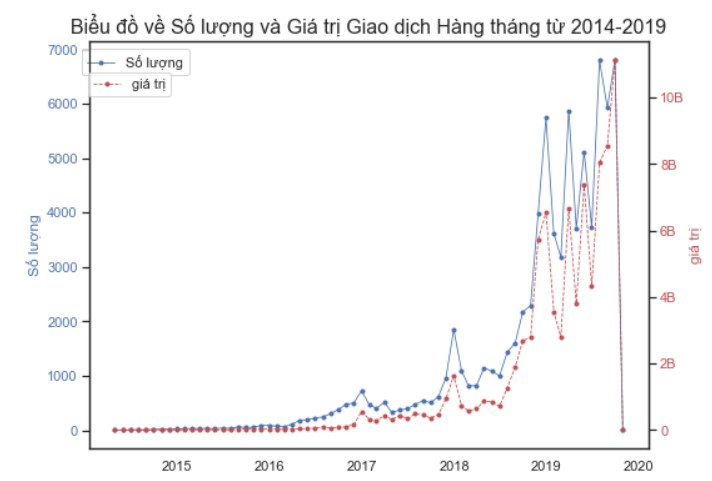 Biểu đồ về Số lượng và Giá trị Giao dịch Hàng tháng từ 2014-2019
Số lượng
giá trị
7000
6000
5000
4000
3000
2000
1000
0
Số lượng
10B
8B
6B
4B
2B
0
giá trị
2015 2016 2017 2018 2019 2020